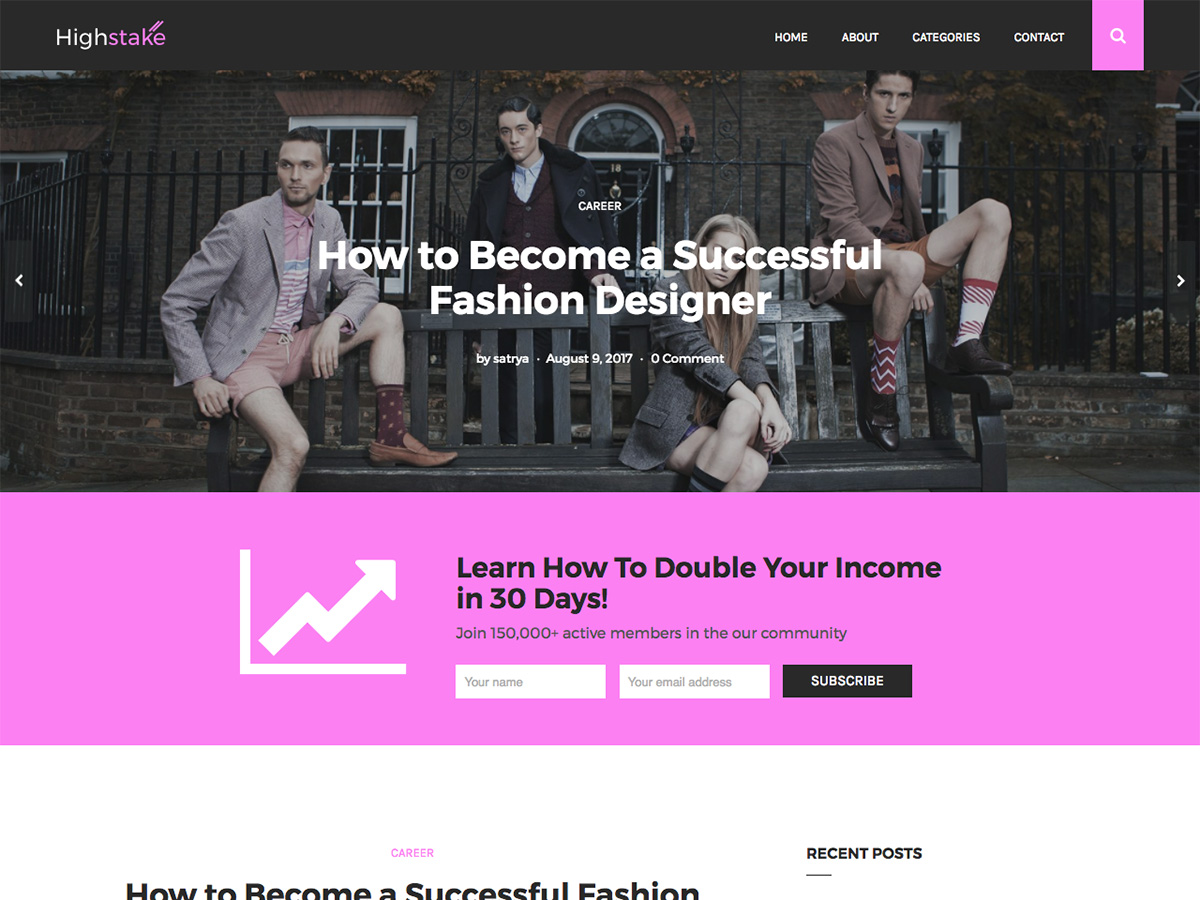 Highstake
HOME ABOUT CATEGORIES CONTACT
18
CAREER
How to Become a Successful
Fashion Designer
by satrya · August 9, 2017 · 0 Comment
Learn How To Double Your Income
in 30 Days!
Join 150,000+ active members in the our community
Your name Your email address SUBSCRIBE
CAREER
How to Become a Successful Fashion
RECENT POSTS